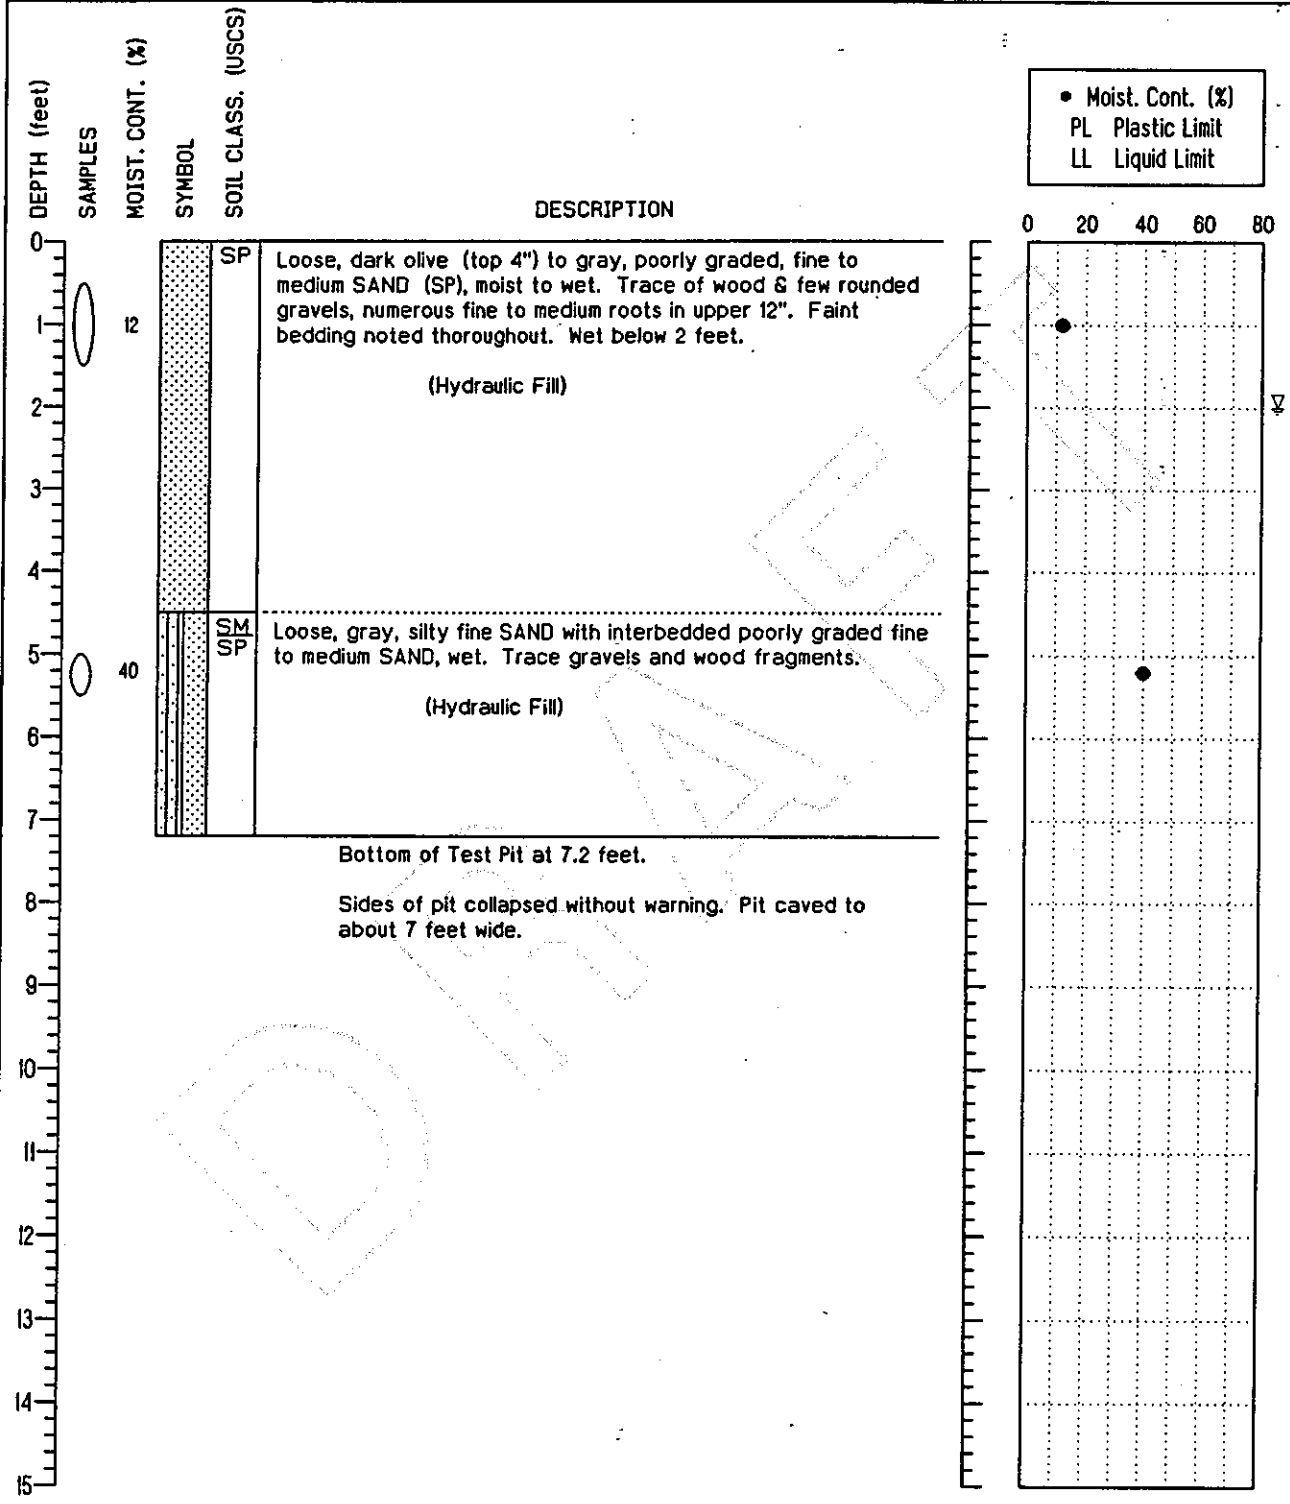 DEPTH (feet)
SAMPLES
MOIST. CONT. (%)
SYMBOL
SOIL CLASS. (USCS)
DESCRIPTION
• Moist. Cont. (%)
PL Plastic Limit
LL Liquid Limit
0 20 40 60 80
0
SP
Loose, dark olive (top 4") to gray, poorly graded, fine to
medium SAND (SP), moist to wet. Trace of wood & few rounded
gravels, numerous fine to medium roots in upper 12". Faint
bedding noted thoroughout. Wet below 2 feet.
1
12
(Hydraulic Fill)
2
3
4
SM
SP
Loose, gray, silty fine SAND with interbedded poorly graded fine
to medium SAND, wet. Trace gravels and wood fragments.
5
40
(Hydraulic Fill)
6
7
Bottom of Test Pit at 7.2 feet.
8
Sides of pit collapsed without warning. Pit caved to
about 7 feet wide.
9
10
11
12
13
14
15
DRAFT